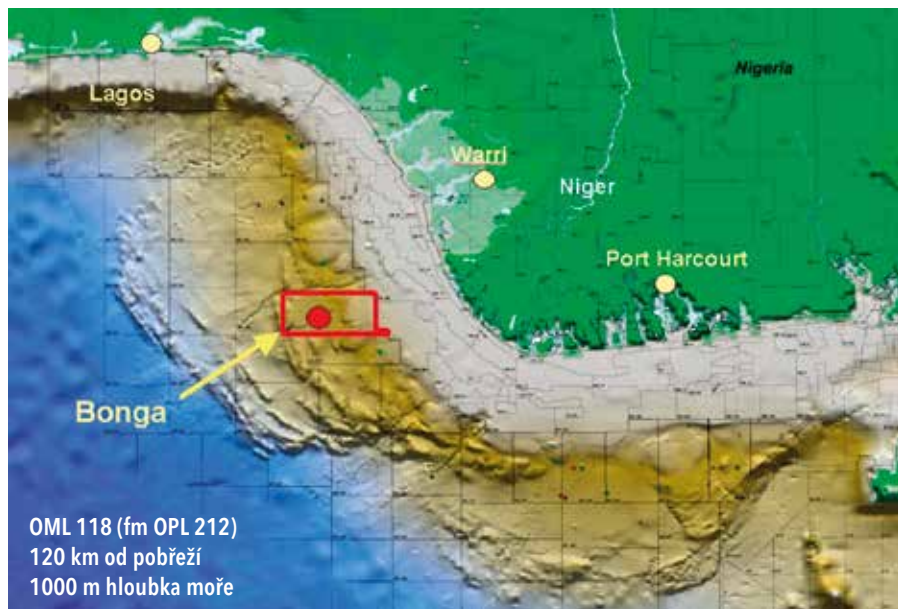 Nigeria
Lagos
Warri
Niger
Port Harcourt
Bonga
OML 118 (fm OPL 212)
120 km od pobřeží
1000 m hloubka moře